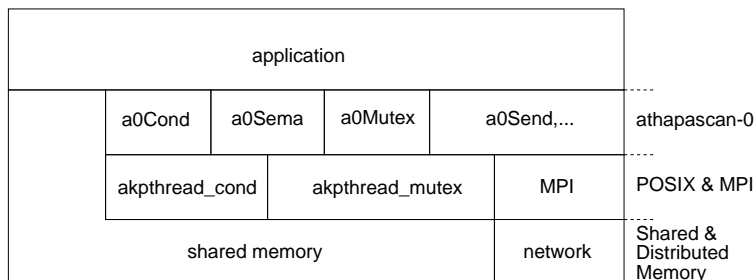 application
a0Cond
a0Sema
a0Mutex
a0Send,...
athapascan-0
akpthread_cond
akpthread_mutex
MPI
POSIX & MPI
shared memory
network
Shared &
Distributed
Memory